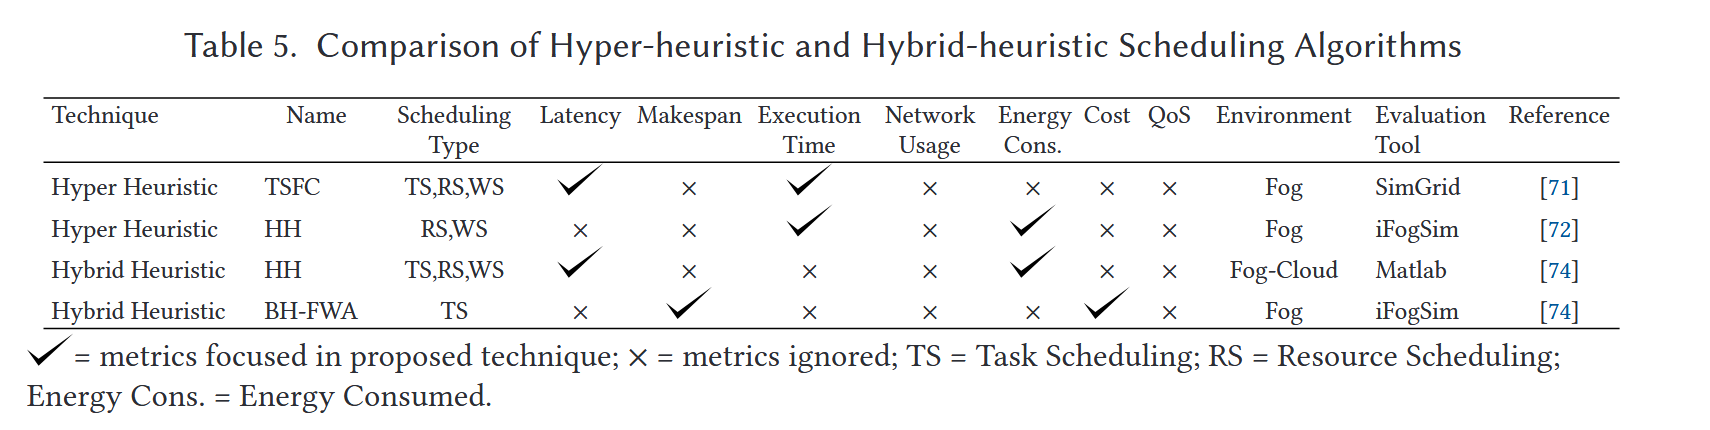 Table 5. Comparison of Hyper-heuristic and Hybrid-heuristic Scheduling Algorithms
Technique Name Scheduling Type Latency Makespan Execution Time Network Usage Energy Cons. Cost QoS Environment Evaluation Tool Reference
Hyper Heuristic TSFC TS,RS,WS ✓ × ✓ × × × × Fog SimGrid [71]
Hyper Heuristic HH RS,WS × × ✓ × ✓ × × Fog iFogSim [72]
Hybrid Heuristic HH TS,RS,WS ✓ × × × ✓ × × Fog-Cloud Matlab [74]
Hybrid Heuristic BH-FWA TS × ✓ × × × ✓ × Fog iFogSim [74]
✓ = metrics focused in proposed technique; × = metrics ignored; TS = Task Scheduling; RS = Resource Scheduling;
Energy Cons. = Energy Consumed.